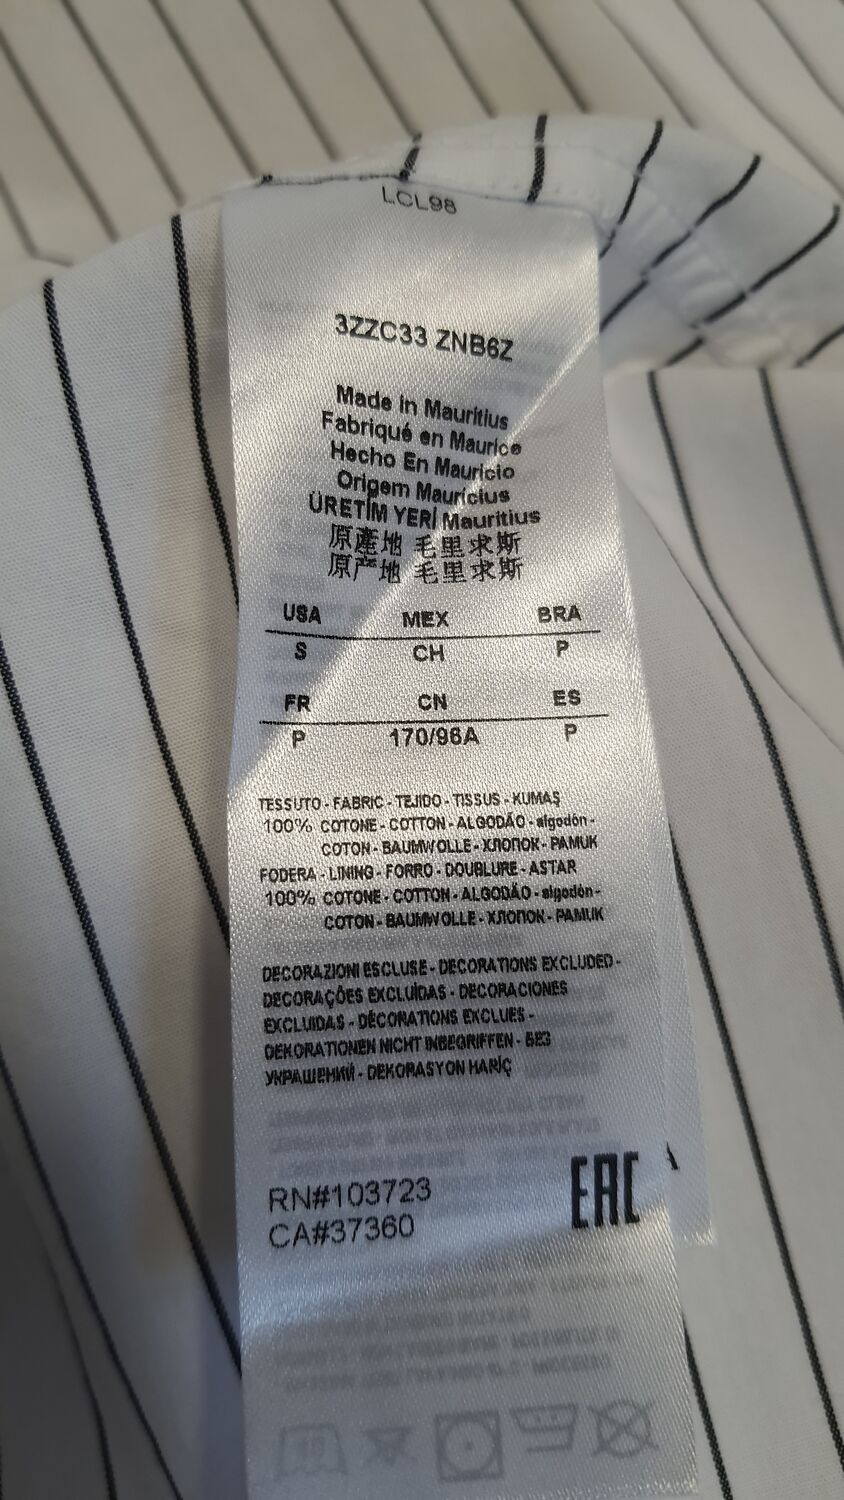 LCL98
3ZZC33 ZNB6Z
Made in Mauritius
Fabriqué en Maurice
Hecho En Mauricio
Origem Maurícius
ÜRETİM YERİ Mauritius
原產地 毛里求斯
原产地 毛里求斯
USA MEX BRA
S CH P
FR CN ES
P 170/96A P
TESSUTO - FABRIC - TEJIDO - TISSUS - KUMAŞ
100% COTONE - COTTON - ALGODÃO - algodón -
COTON - BAUMWOLLE - ХЛОПОК - PAMUK
FODERA - LINING - FORRO - DOUBLURE - ASTAR
100% COTONE - COTTON - ALGODÃO - algodón -
COTON - BAUMWOLLE - ХЛОПОК - PAMUK
DECORAZIONI ESCLUSE - DECORATIONS EXCLUDED -
DECORAÇÕES EXCLUÍDAS - DECORACIONES
EXCLUIDAS - DÉCORATIONS EXCLUES -
DEKORATIONEN NICHT INBEGRIFFEN - БЕЗ
УКРАШЕНИЙ - DEKORASYON HARİÇ
RN#103723
CA#37360
EAC